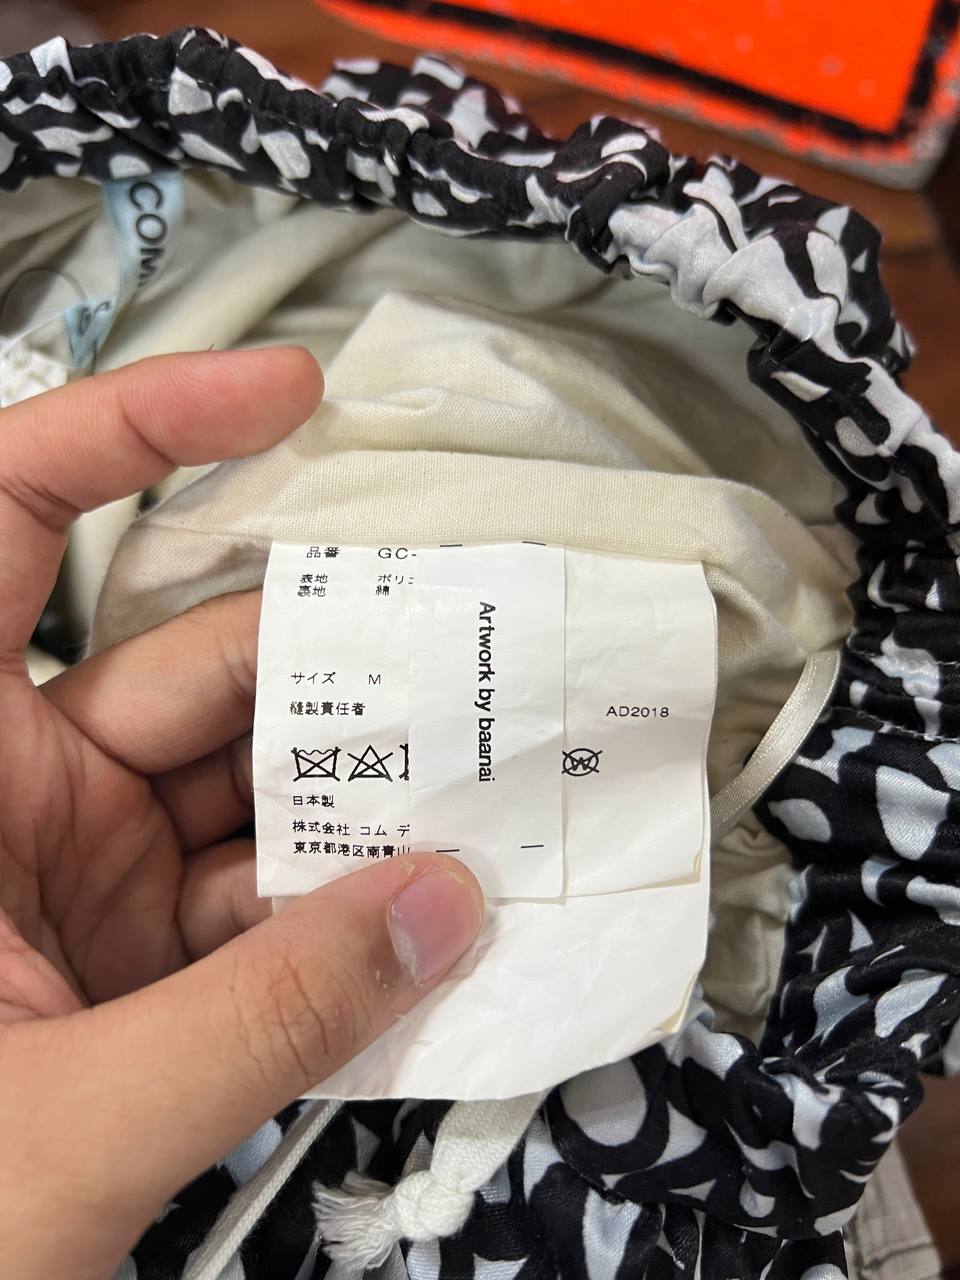 COM
品番 GC-
表地 ポリエ
裏地 綿
サイズ M
縫製責任者
日本製
株式会社 コム デ
東京都港区南青山
Artwork by baanai
AD2018
W